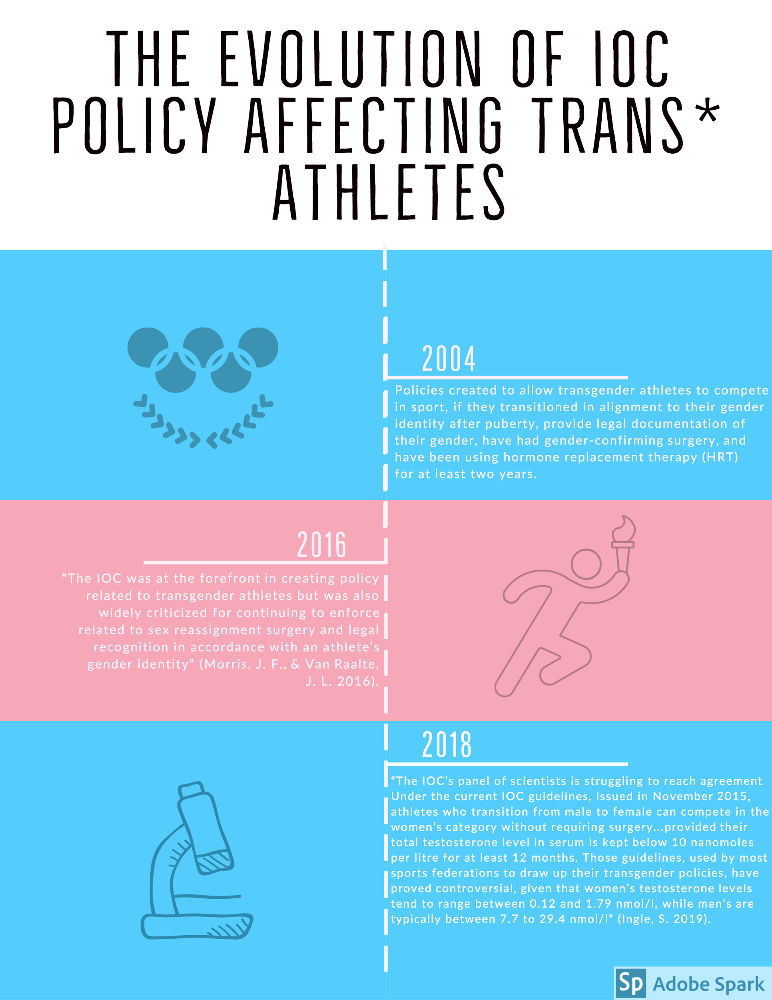 THE EVOLUTION OF IOC
POLICY AFFECTING TRANS*
ATHLETES
2004
Policies created to allow transgender athletes to compete
in sport, if they transitioned in alignment to their gender
identity after puberty, provide legal documentation of
their gender, have had gender-confirming surgery, and
have been using hormone replacement therapy (HRT)
for at least two years.
2016
“The IOC was at the forefront in creating policy
related to transgender athletes but was also
widely criticized for continuing to enforce
related to sex reassignment surgery and legal
recognition in accordance with an athlete’s
gender identity” (Morris, J. F., & Van Raalte,
J. L. 2016).
2018
“The IOC’s panel of scientists is struggling to reach agreement
Under the current IOC guidelines, issued in November 2015,
athletes who transition from male to female can compete in the
women’s category without requiring surgery...provided their
total testosterone level in serum is kept below 10 nanomoles
per litre for at least 12 months. Those guidelines, used by most
sports federations to draw up their transgender policies, have
proved controversial, given that women’s testosterone levels
tend to range between 0.12 and 1.79 nmol/l, while men’s are
typically between 7.7 to 29.4 nmol/l” (Ingle, S. 2019).
Sp Adobe Spark